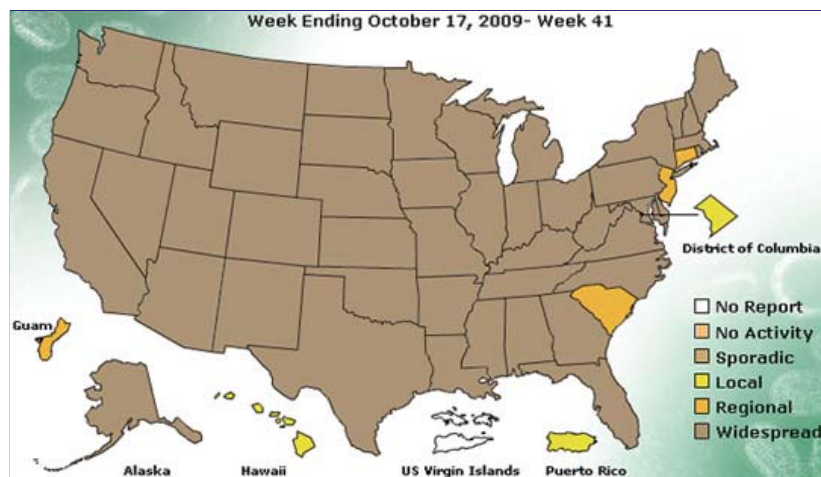 Week Ending October 17, 2009- Week 41
District of Columbia
Guam
No Report
No Activity
Sporadic
Local
Regional
Widespread
Alaska
Hawaii
US Virgin Islands
Puerto Rico